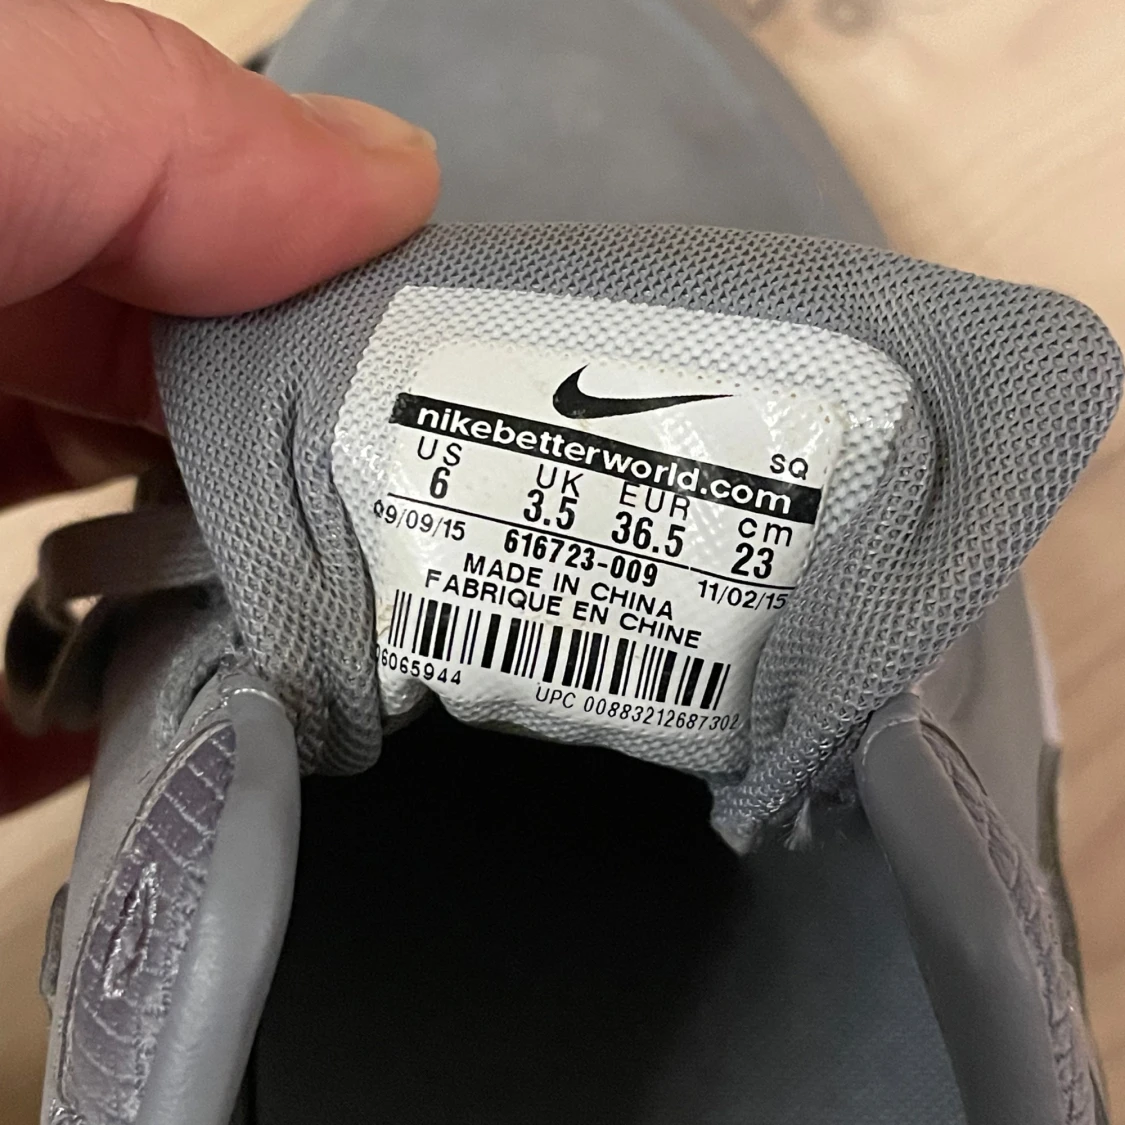 nikebetterworld.com
SQ
US UK EUR cm
6 3.5 36.5 23
09/09/15 616723-009 11/02/15
MADE IN CHINA
FABRIQUE EN CHINE
06065944
UPC 00883212687302